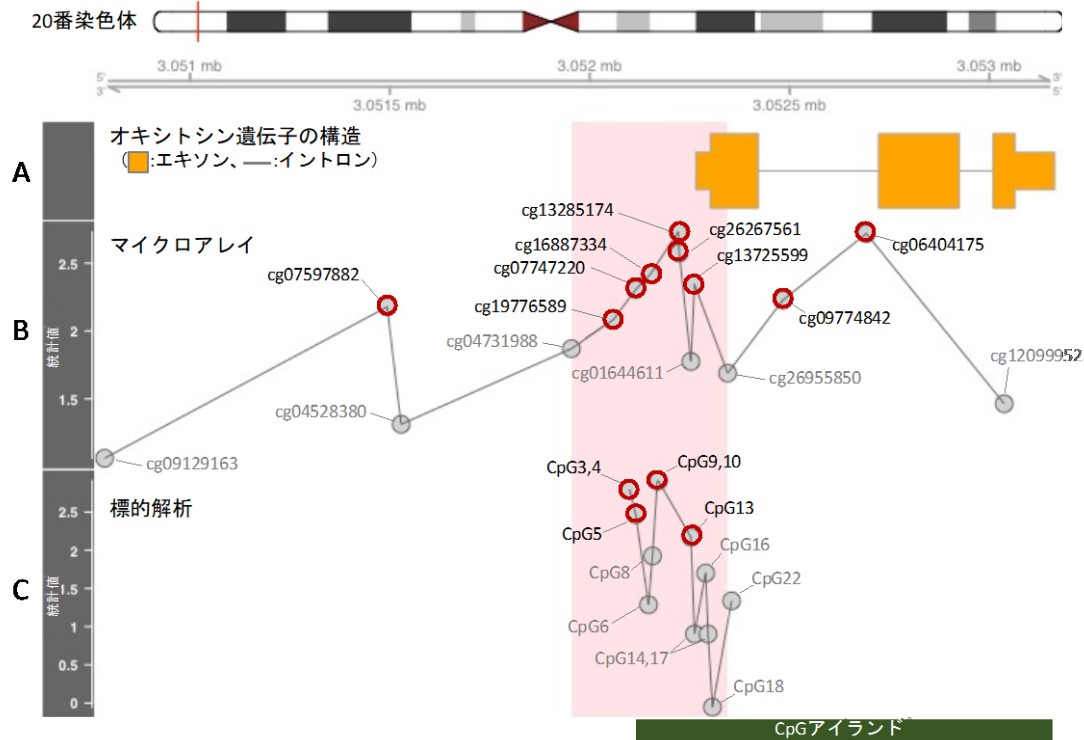 20番染色体
3.051 mb
3.052 mb
3.053 mb
5'
3'
3'
5'
3.0515 mb
3.0525 mb
A
オキシトシン遺伝子の構造
(:エキソン、:イントロン)
B
マイクロアレイ
統計値
2.5
2
1.5
cg13285174
cg26267561
cg06404175
cg16887334
cg13725599
cg07747220
cg07597882
cg19776589
cg09774842
cg04731988
cg01644611
cg26955850
cg12099952
cg04528380
cg09129163
C
標的解析
統計値
2.5
2
1.5
1
0.5
0
CpG3,4
CpG9,10
CpG5
CpG13
CpG8
CpG16
CpG22
CpG6
CpG14,17
CpG18
CpGアイランド